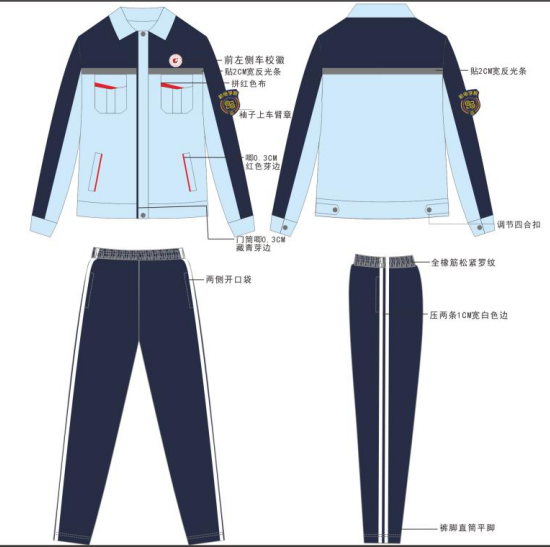 前左侧车校徽
贴2CM宽反光条
拼红色布
袖子上车臂章
唧0.3CM
红色芽边
门筒唧0.3CM
藏青芽边
贴2CM宽反光条
调节四合扣
两侧开口袋
全橡筋松紧罗纹
压两条1CM宽白色边
裤脚直筒平脚